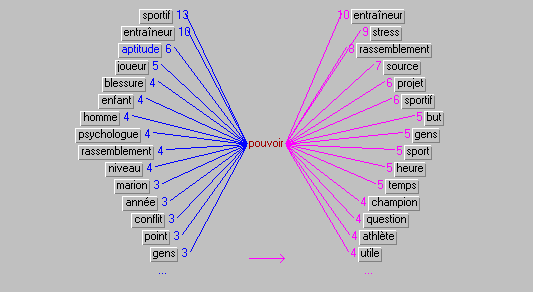 sportif 13
entraîneur 10
aptitude 6
joueur 5
blessure 4
enfant 4
homme 4
psychologue 4
rassemblement 4
niveau 4
marion 3
année 3
conflit 3
point 3
gens 3
...
pouvoir
10 entraîneur
9 stress
8 rassemblement
7 source
6 projet
6 sportif
5 but
5 gens
5 sport
5 heure
5 temps
4 champion
4 question
4 athlète
4 utile
...